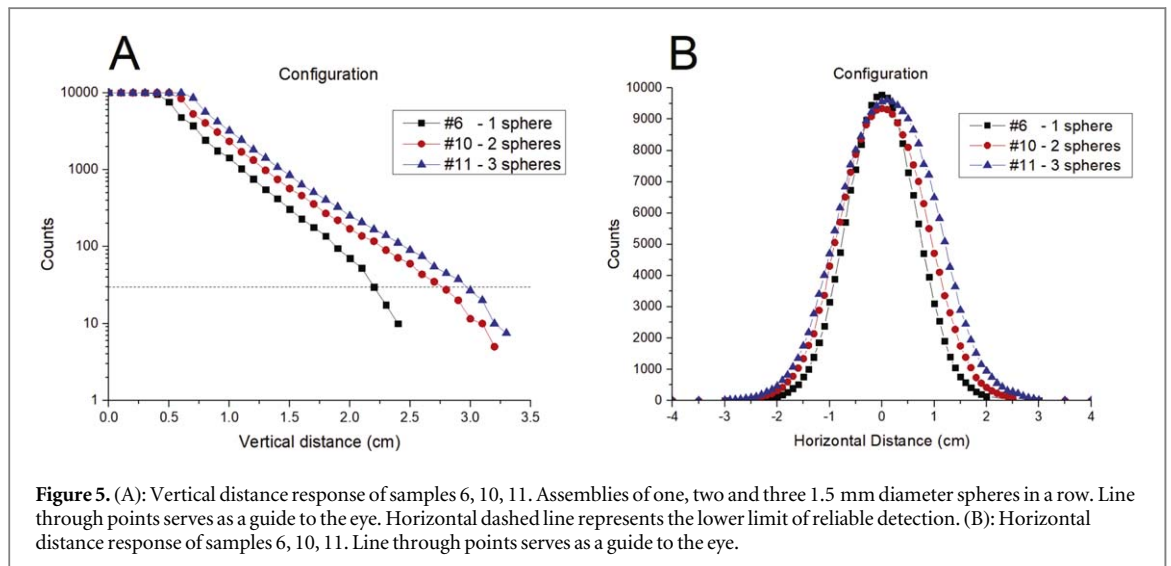 A
Configuration
10000
1000
100
10
1
Counts
#6 - 1 sphere
#10 - 2 spheres
#11 - 3 spheres
0.0 0.5 1.0 1.5 2.0 2.5 3.0 3.5
Vertical distance (cm)
B
Configuration
10000
9000
8000
7000
6000
5000
4000
3000
2000
1000
0
Counts
#6 - 1 sphere
#10 - 2 spheres
#11 - 3 spheres
-4 -3 -2 -1 0 1 2 3 4
Horizontal Distance (cm)
Figure 5. (A): Vertical distance response of samples 6, 10, 11. Assemblies of one, two and three 1.5 mm diameter spheres in a row. Line
through points serves as a guide to the eye. Horizontal dashed line represents the lower limit of reliable detection. (B): Horizontal
distance response of samples 6, 10, 11. Line through points serves as a guide to the eye.